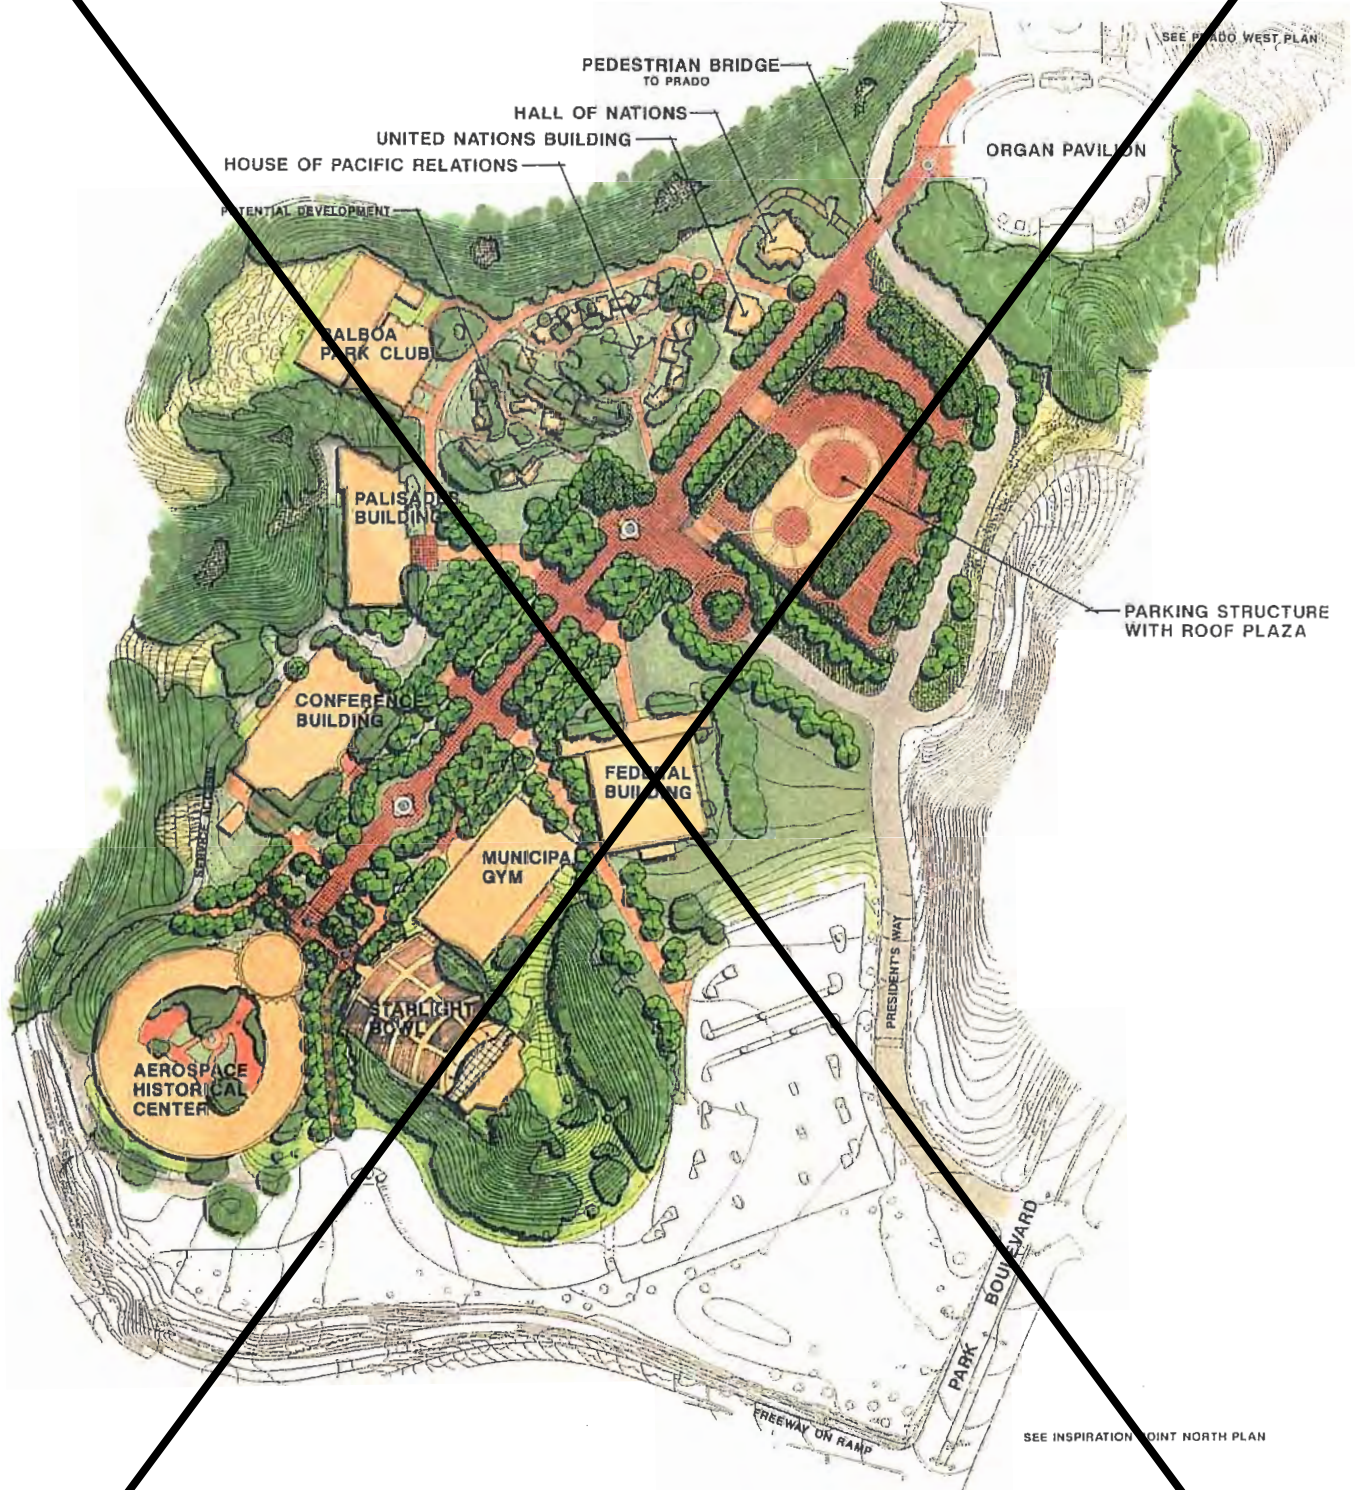 SEE PRADO WEST PLAN
PEDESTRIAN BRIDGE
TO PRADO
HALL OF NATIONS
UNITED NATIONS BUILDING
HOUSE OF PACIFIC RELATIONS
ORGAN PAVILION
POTENTIAL DEVELOPMENT
BALBOA
PARK CLUB
PALISADES
BUILDING
PARKING STRUCTURE
WITH ROOF PLAZA
CONFERENCE
BUILDING
FEDERAL
BUILDING
SERVICE ACCESS
MUNICIPAL
GYM
PRESIDENT'S WAY
STARLIGHT
BOWL
AEROSPACE
HISTORICAL
CENTER
PARK BOULEVARD
FREEWAY ON RAMP
SEE INSPIRATION POINT NORTH PLAN